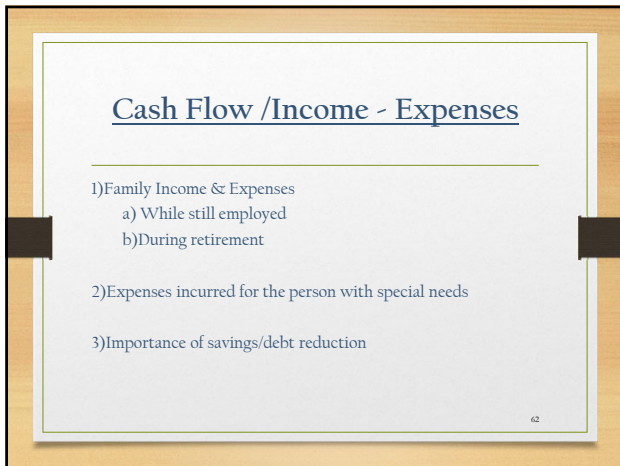 Cash Flow /Income - Expenses
1)Family Income & Expenses
a) While still employed
b)During retirement
2)Expenses incurred for the person with special needs
3)Importance of savings/debt reduction
62